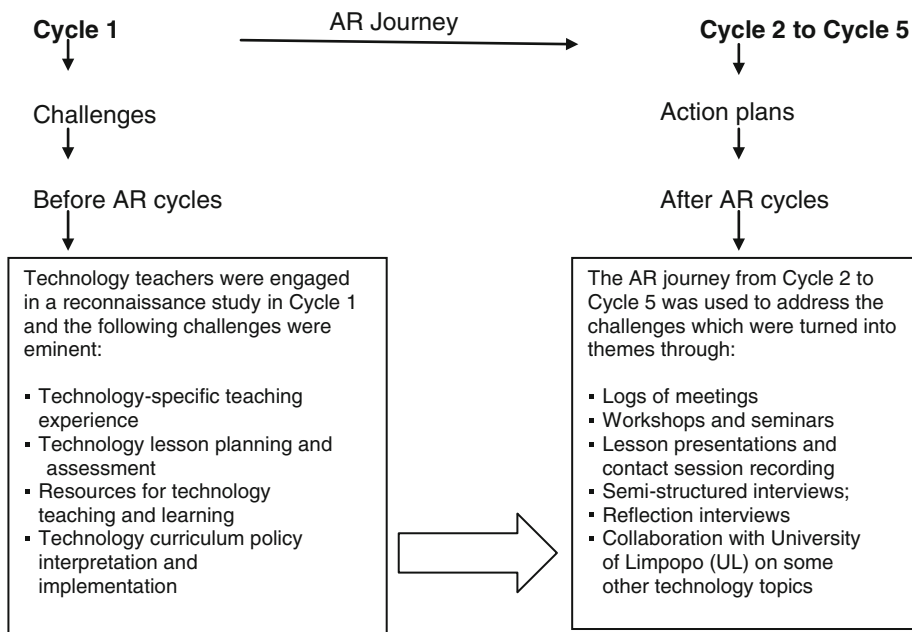 Cycle 1
AR Journey
Cycle 2 to Cycle 5
Challenges
Action plans
Before AR cycles
After AR cycles
Technology teachers were engaged
in a reconnaissance study in Cycle 1
and the following challenges were
eminent:
▪ Technology-specific teaching
experience
▪ Technology lesson planning and
assessment
▪ Resources for technology
teaching and learning
▪ Technology curriculum policy
interpretation and
implementation
The AR journey from Cycle 2 to
Cycle 5 was used to address the
challenges which were turned into
themes through:
▪ Logs of meetings
▪ Workshops and seminars
▪ Lesson presentations and
contact session recording
▪ Semi-structured interviews;
▪ Reflection interviews
▪ Collaboration with University
of Limpopo (UL) on some
other technology topics